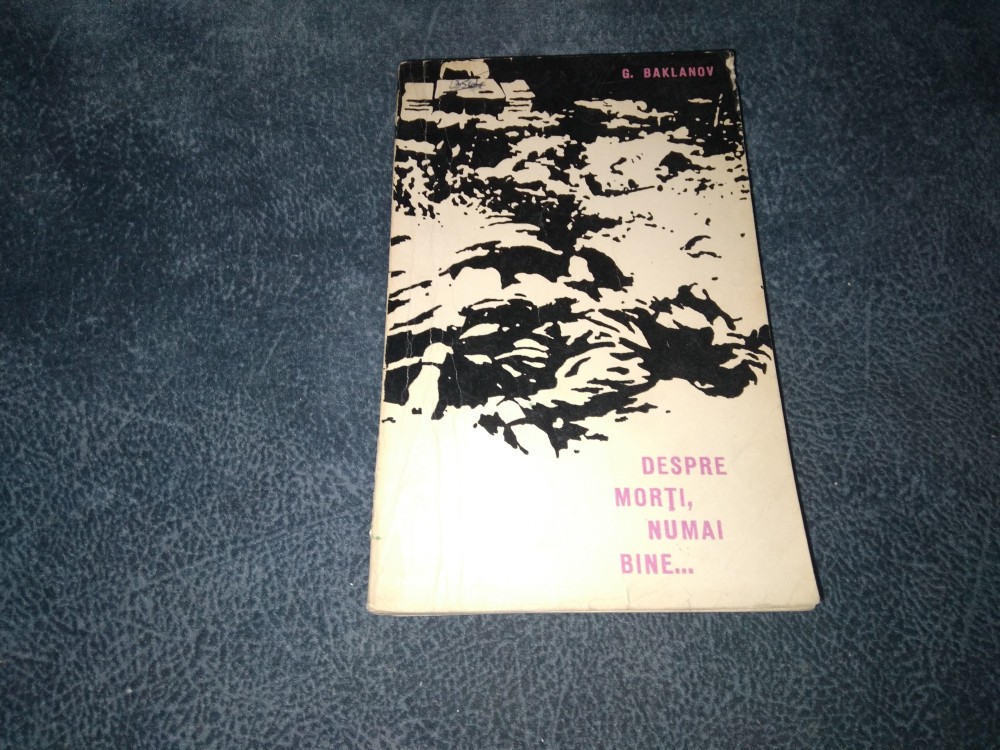 G. BAKLANOV
DESPRE
MORŢI,
NUMAI
BINE...